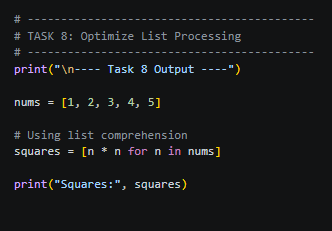 # ------------------------------------------
# TASK 8: Optimize List Processing
# ------------------------------------------
print("\n---- Task 8 Output ----")
nums = [1, 2, 3, 4, 5]
# Using list comprehension
squares = [n * n for n in nums]
print("Squares:", squares)